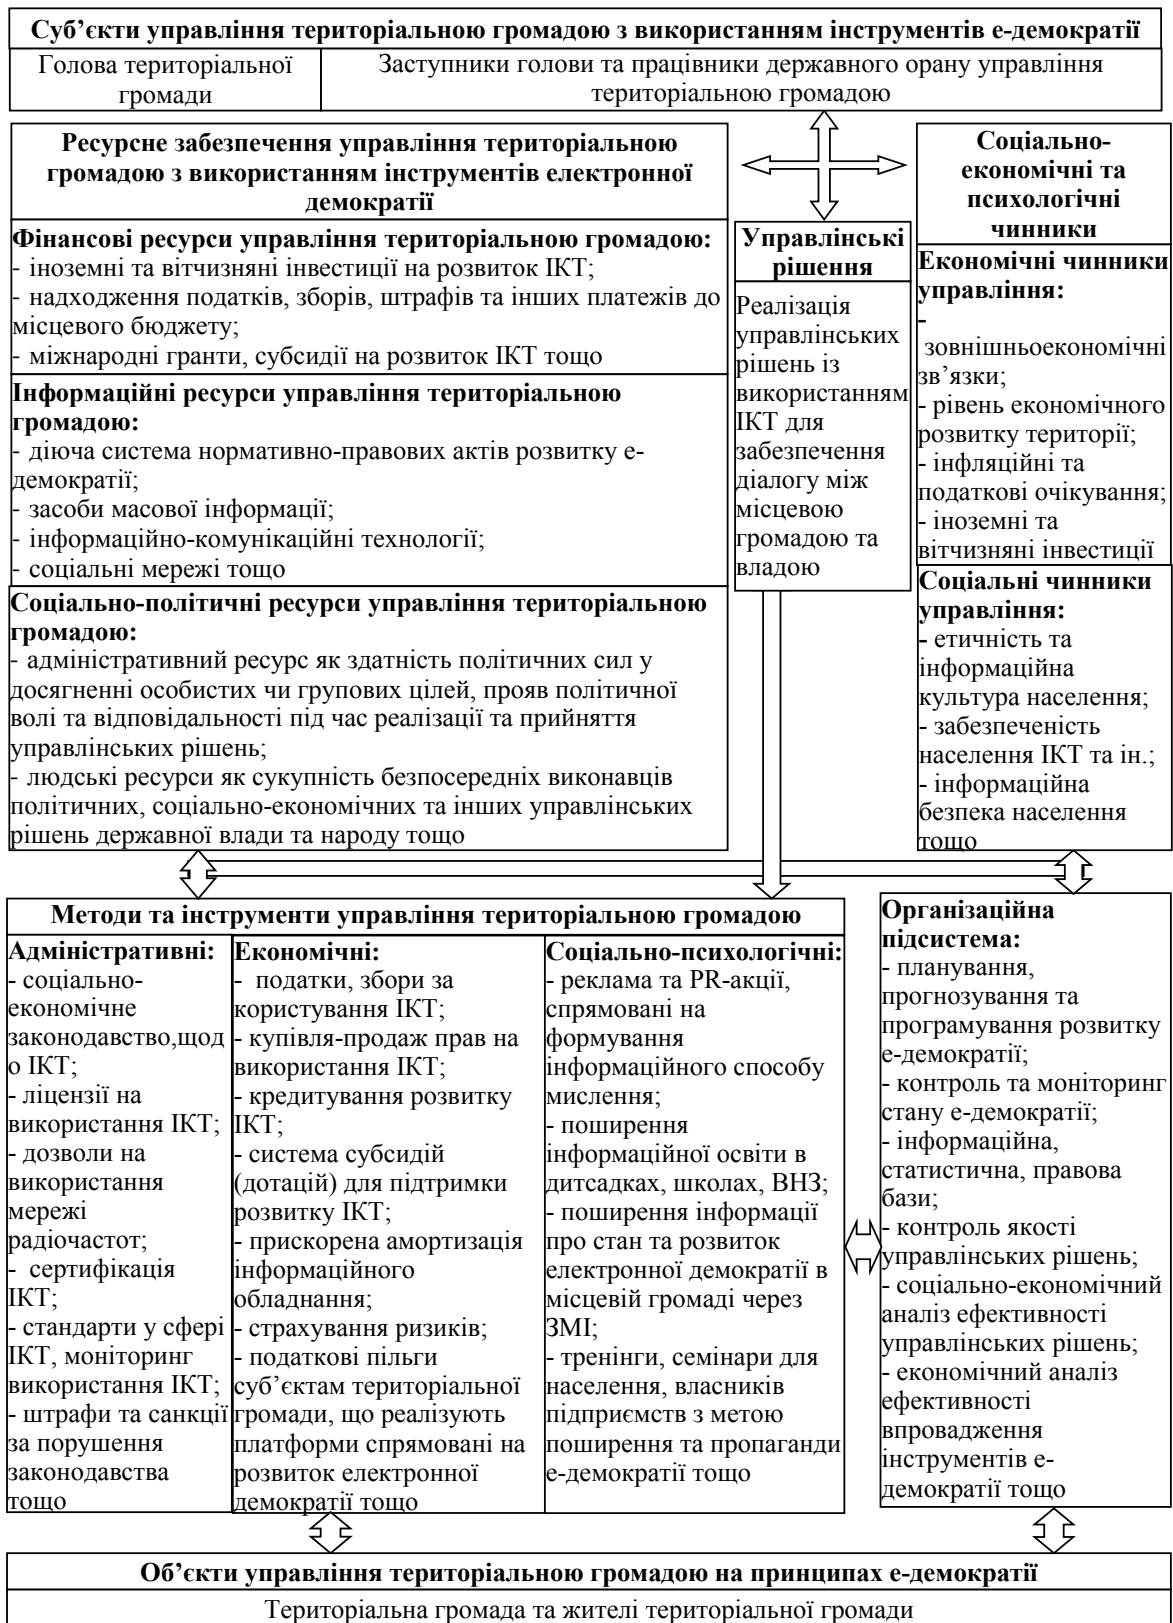 Суб’єкти управління територіальною громадою з використанням інструментів е-демократії
Голова територіальної
громади
Заступники голови та працівники державного орану управління
територіальною громадою
Ресурсне забезпечення управління територіальною
громадою з використанням інструментів електронної
демократії
Фінансові ресурси управління територіальною громадою:
- іноземні та вітчизняні інвестиції на розвиток ІКТ;
- надходження податків, зборів, штрафів та інших платежів до
місцевого бюджету;
- міжнародні гранти, субсидії на розвиток ІКТ тощо
Інформаційні ресурси управління територіальною
громадою:
- діюча система нормативно-правових актів розвитку е-
демократії;
- засоби масової інформації;
- інформаційно-комунікаційні технології;
- соціальні мережі тощо
Соціально-політичні ресурси управління територіальною
громадою:
- адміністративний ресурс як здатність політичних сил у
досягненні особистих чи групових цілей, прояв політичної
волі та відповідальності під час реалізації та прийняття
управлінських рішень;
- людські ресурси як сукупність безпосередніх виконавців
політичних, соціально-економічних та інших управлінських
рішень державної влади та народу тощо
Управлінські
рішення
Реалізація
управлінських
рішень із
використанням
ІКТ для
забезпечення
діалогу між
місцевою
громадою та
владою
Соціально-
економічні та
психологічні
чинники
Економічні чинники
управління:
-
зовнішньоекономічні
зв’язки;
- рівень економічного
розвитку території;
- інфляційні та
податкові очікування;
- іноземні та
вітчизняні інвестиції
Соціальні чинники
управління:
- етичність та
інформаційна
культура населення;
- забезпеченість
населення ІКТ та ін.;
- інформаційна
безпека населення
тощо
Методи та інструменти управління територіальною громадою
Адміністративні:
- соціально-
економічне
законодавство,щод
о ІКТ;
- ліцензії на
використання ІКТ;
- дозволи на
використання
мережі
радіочастот;
- сертифікація
ІКТ;
- стандарти у сфері
ІКТ, моніторинг
використання ІКТ;
- штрафи та санкції
за порушення
законодавства
тощо
Економічні:
- податки, збори за
користування ІКТ;
- купівля-продаж прав на
використання ІКТ;
- кредитування розвитку
ІКТ;
- система субсидій
(дотацій) для підтримки
розвитку ІКТ;
- прискорена амортизація
інформаційного
обладнання;
- страхування ризиків;
- податкові пільги
суб’єктам територіальної
громади, що реалізують
платформи спрямовані на
розвиток електронної
демократії тощо
Соціально-психологічні:
- реклама та PR-акції,
спрямовані на
формування
інформаційного способу
мислення;
- поширення
інформаційної освіти в
дитсадках, школах, ВНЗ;
- поширення інформації
про стан та розвиток
електронної демократії в
місцевій громаді через
ЗМІ;
- тренінги, семінари для
населення, власників
підприємств з метою
поширення та пропаганди
е-демократії тощо
Організаційна
підсистема:
- планування,
прогнозування та
програмування розвитку
е-демократії;
- контроль та моніторинг
стану е-демократії;
- інформаційна,
статистична, правова
бази;
- контроль якості
управлінських рішень;
- соціально-економічний
аналіз ефективності
управлінських рішень;
- економічний аналіз
ефективності
впровадження
інструментів е-
демократії тощо
Об’єкти управління територіальною громадою на принципах е-демократії
Територіальна громада та жителі територіальної громади